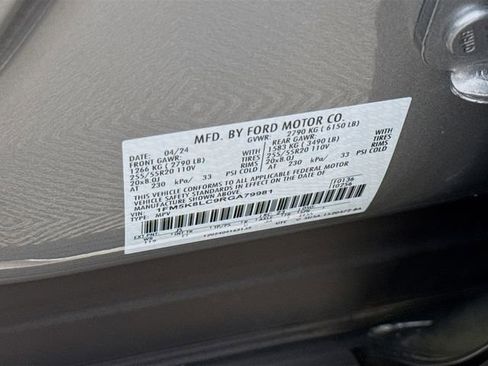 MFD. BY FORD MOTOR CO.
DATE: 04/24 GVWR: 2790 KG ( 6150 LB)
FRONT GAWR: REAR GAWR:
1266 KG ( 2790 LB) WITH 1583 KG ( 3490 LB) WITH
255/55R20 110V TIRES 255/55R20 110V TIRES
20x8.0J RIMS 20x8.0J RIMS
AT 230 kPa/ 33 PSI COLD AT 230 kPa/ 33 PSI COLD
THIS VEHICLE CONFORMS TO ALL APPLICABLE FEDERAL MOTOR
VEHICLE SAFETY STANDARDS IN EFFECT ON THE DATE OF
MANUFACTURE SHOWN ABOVE.
VIN: 1FM5K8LC9RGA79981
TYPE: MPV
T0136
EXT PNT: